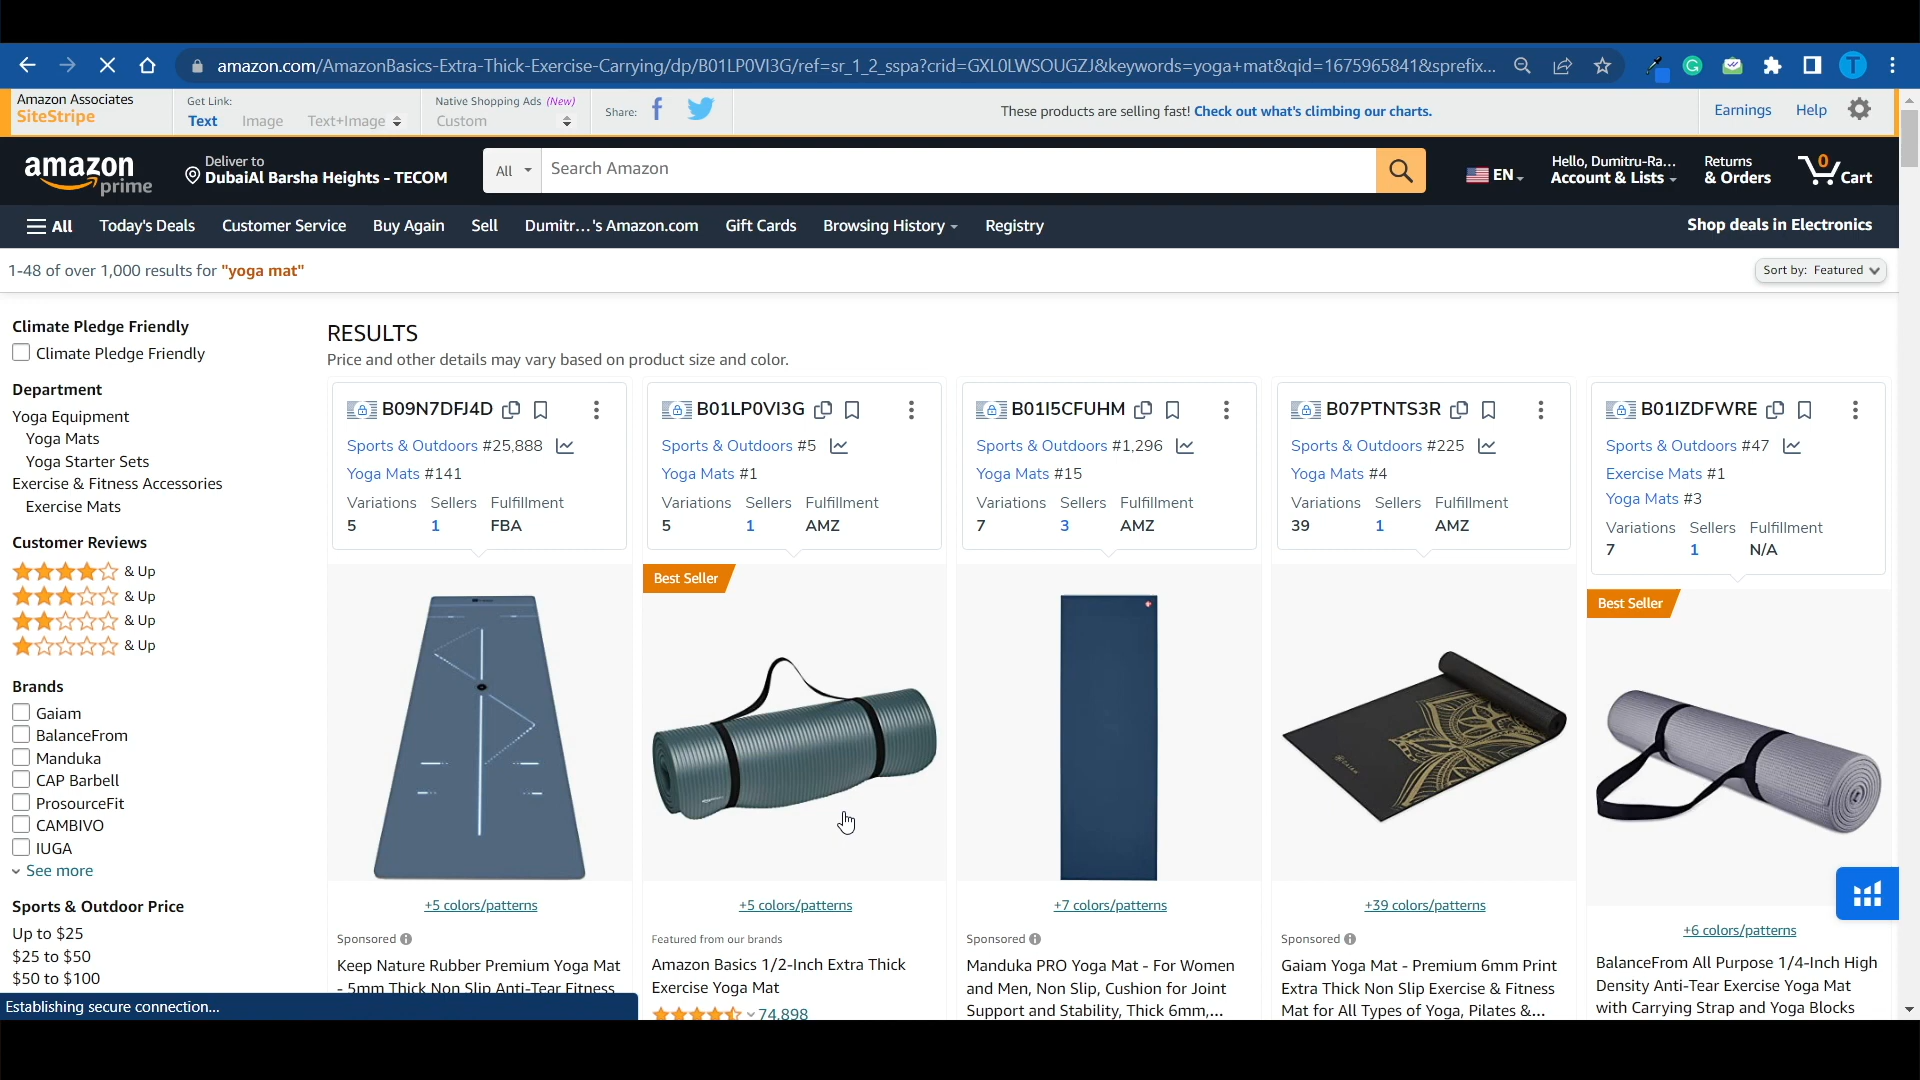 amazon.com/AmazonBasics-Extra-Thick-Exercise-Carrying/dp/B01LP0VI3G/ref=sr_1_2_sspa?crid=GXL0LWSOUGZJ&keywords=yoga+mat&qid=1675965841&sprefix...
T
Amazon Associates
SiteStripe
Get Link:
Text Image Text+Image
Native Shopping Ads (New)
Custom
Share:
These products are selling fast! Check out what's climbing our charts.
Earnings Help
amazon prime
Deliver to
DubaiAl Barsha Heights - TECOM
All Search Amazon
EN
Hello, Dumitru-Ra...
Account & Lists
Returns
& Orders
0
Cart
All Today's Deals Customer Service Buy Again Sell Dumitr...'s Amazon.com Gift Cards Browsing History Registry Shop deals in Electronics
1-48 of over 1,000 results for "yoga mat"
Sort by: Featured
Climate Pledge Friendly
Climate Pledge Friendly
Department
Yoga Equipment
Yoga Mats
Yoga Starter Sets
Exercise & Fitness Accessories
Exercise Mats
Customer Reviews
& Up
& Up
& Up
& Up
Brands
Gaiam
BalanceFrom
Manduka
CAP Barbell
ProsourceFit
CAMBIVO
IUGA
See more
Sports & Outdoor Price
Up to $25
$25 to $50
$50 to $100
Establishing secure connection...
RESULTS
Price and other details may vary based on product size and color.
B09N7DFJ4D
Sports & Outdoors #25,888
Yoga Mats #141
Variations Sellers Fulfillment
5 1 FBA
+5 colors/patterns
Sponsored
Keep Nature Rubber Premium Yoga Mat
- 5mm Thick Non Slip Anti-Tear Fitness
B01LP0VI3G
Sports & Outdoors #5
Yoga Mats #1
Variations Sellers Fulfillment
5 1 AMZ
Best Seller
+5 colors/patterns
Featured from our brands
Amazon Basics 1/2-Inch Extra Thick
Exercise Yoga Mat
74,898
B01I5CFUHM
Sports & Outdoors #1,296
Yoga Mats #15
Variations Sellers Fulfillment
7 3 AMZ
+7 colors/patterns
Sponsored
Manduka PRO Yoga Mat - For Women
and Men, Non Slip, Cushion for Joint
Support and Stability, Thick 6mm,...
B07PTNTS3R
Sports & Outdoors #225
Yoga Mats #4
Variations Sellers Fulfillment
39 1 AMZ
+39 colors/patterns
Sponsored
Gaiam Yoga Mat - Premium 6mm Print
Extra Thick Non Slip Exercise & Fitness
Mat for All Types of Yoga, Pilates &...
B01IZDFWRE
Sports & Outdoors #47
Exercise Mats #1
Yoga Mats #3
Variations Sellers Fulfillment
7 1 N/A
Best Seller
+6 colors/patterns
BalanceFrom All Purpose 1/4-Inch High
Density Anti-Tear Exercise Yoga Mat
with Carrying Strap and Yoga Blocks